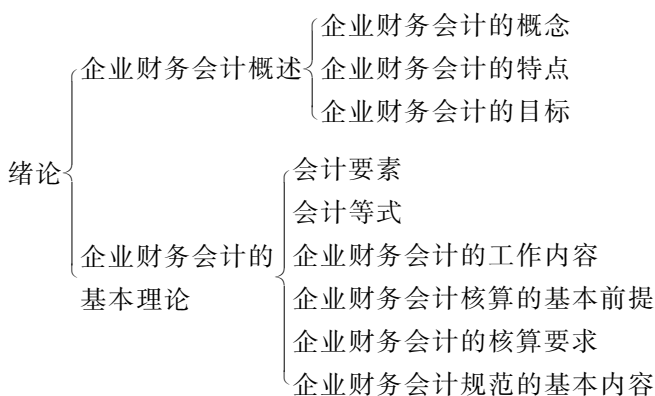 绪论
企业财务会计概述
企业财务会计的概念
企业财务会计的特点
企业财务会计的目标
企业财务会计的
基本理论
会计要素
会计等式
企业财务会计的工作内容
企业财务会计核算的基本前提
企业财务会计的核算要求
企业财务会计规范的基本内容